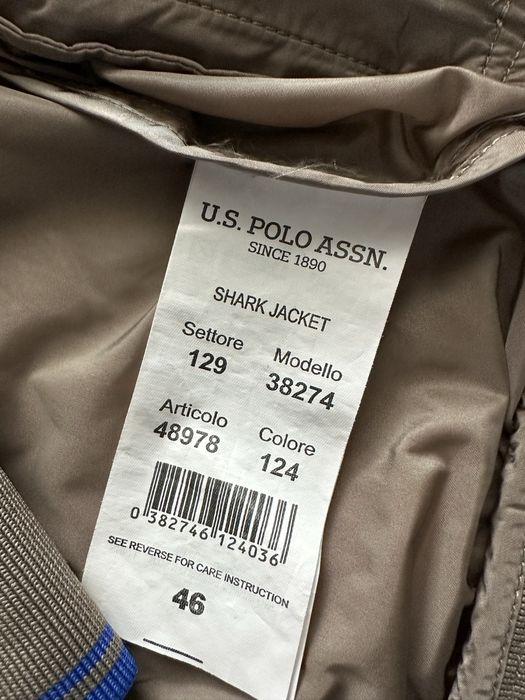 U.S. POLO ASSN.
SINCE 1890
SHARK JACKET
Settore Modello
129 38274
Articolo Colore
48978 124
0 382746 124036
SEE REVERSE FOR CARE INSTRUCTION
46